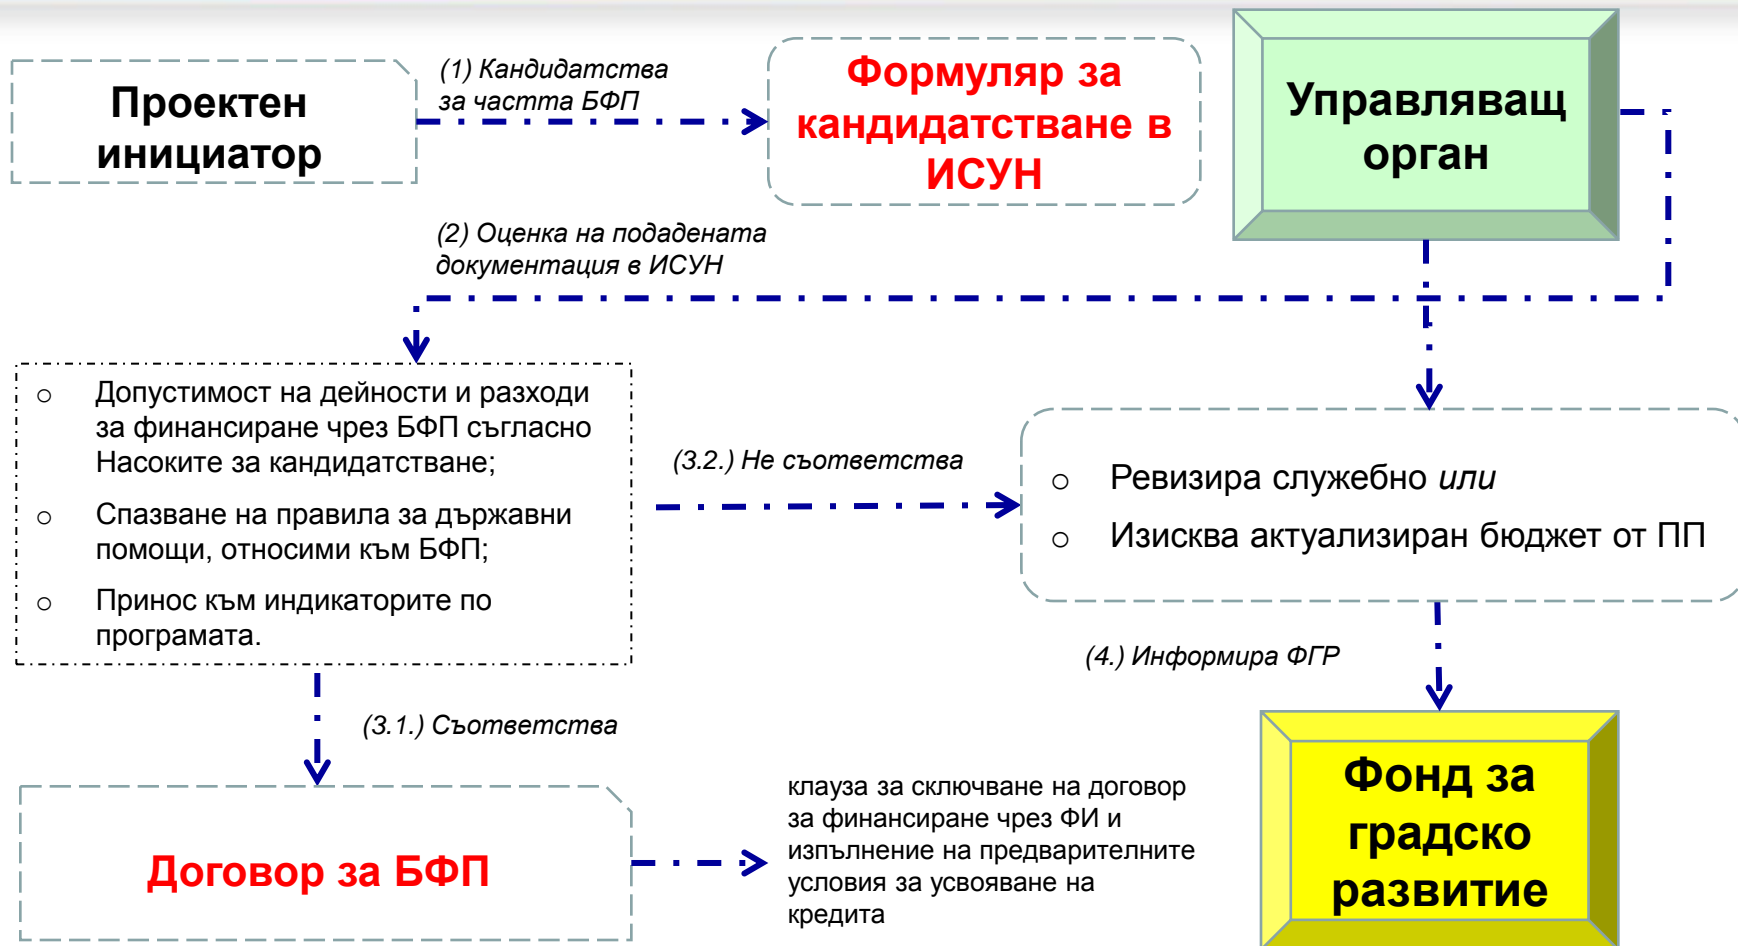 Проектен
инициатор
(1) Кандидатства
за частта БФП
Формуляр за
кандидатстване в
ИСУН
Управляващ
орган
(2) Оценка на подадената
документация в ИСУН
o Допустимост на дейности и разходи
за финансиране чрез БФП съгласно
Насоките за кандидатстване;
o Спазване на правила за държавни
помощи, относими към БФП;
o Принос към индикаторите по
програмата.
(3.2.) Не съответства
o Ревизира служебно или
o Изисква актуализиран бюджет от ПП
(4.) Информира ФГР
(3.1.) Съответства
Договор за БФП
клауза за сключване на договор
за финансиране чрез ФИ и
изпълнение на предварителните
условия за усвояване на
кредита
Фонд за
градско
развитие